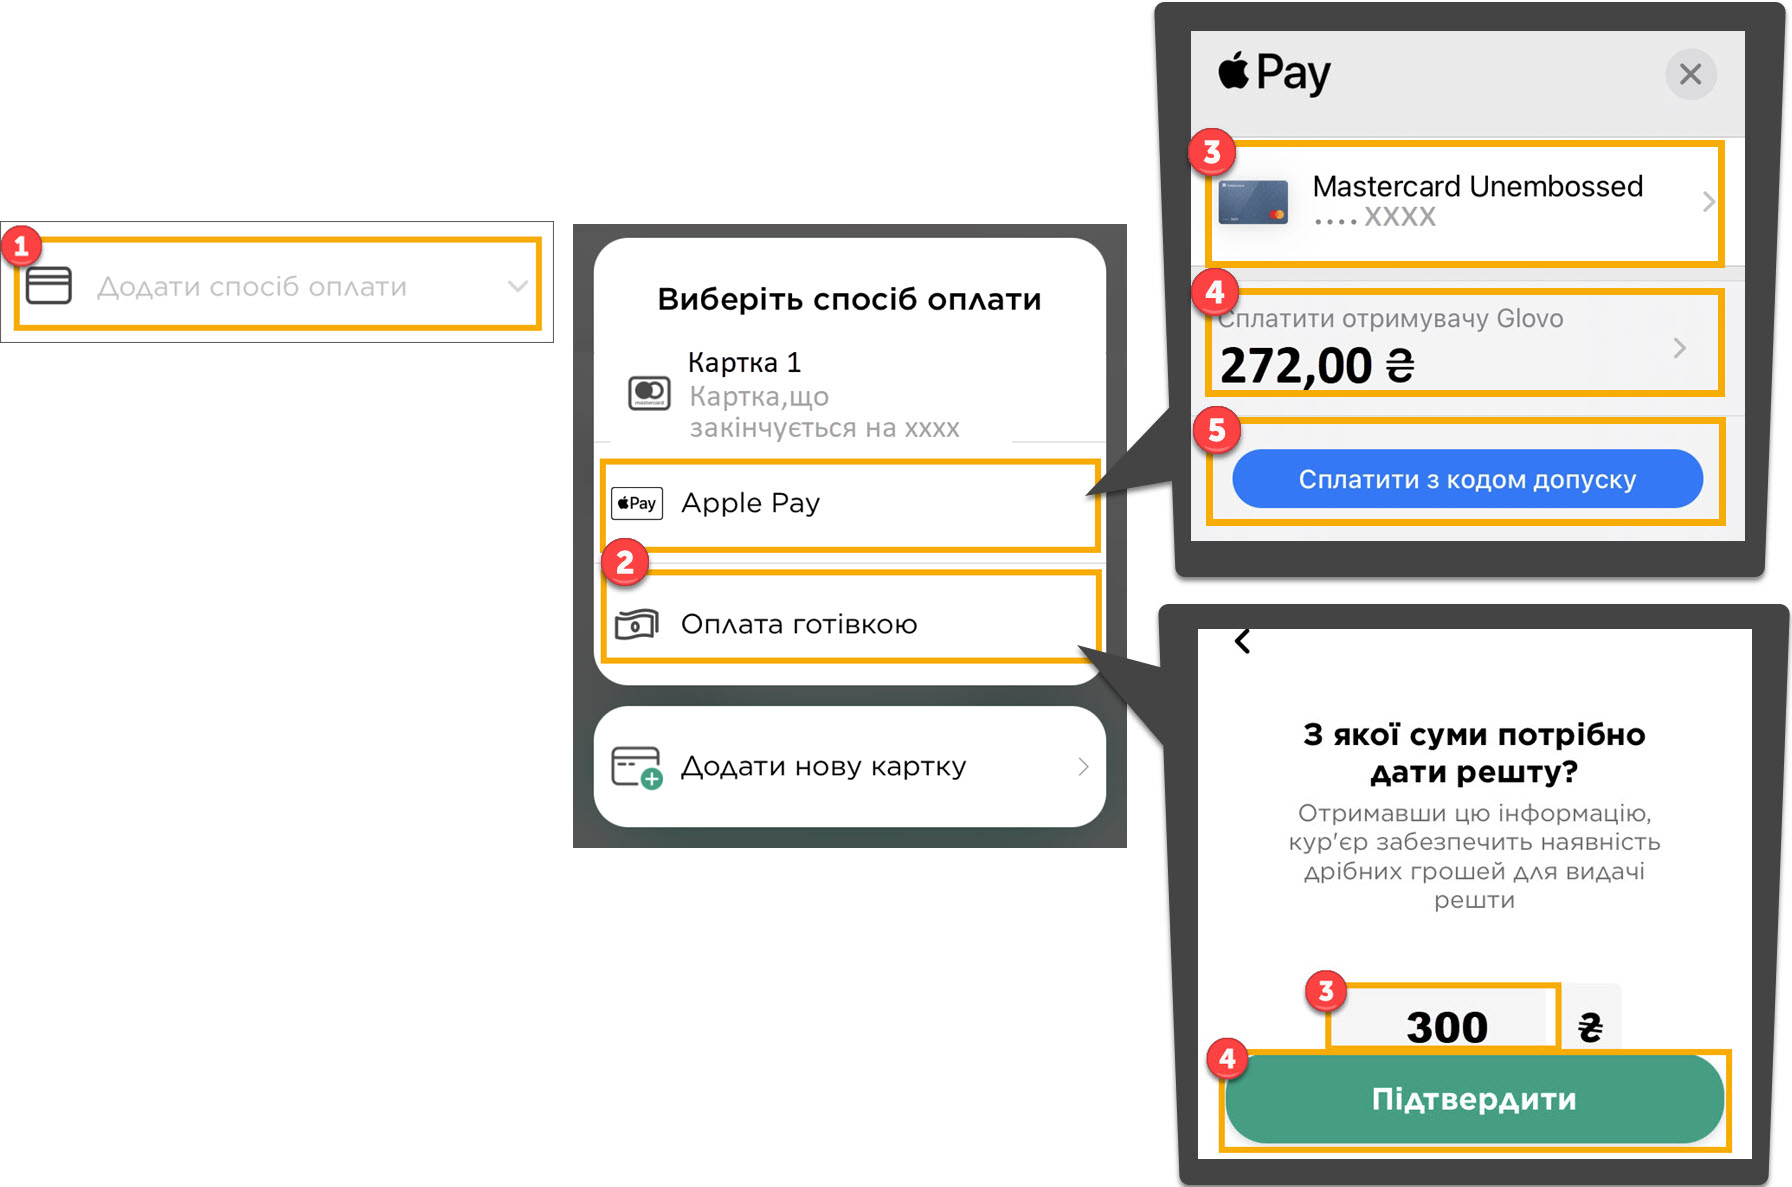 1
Додати спосіб оплати
Виберіть спосіб оплати
Картка 1
Картка,що
закінчується на xxxx
mastercard
Pay
Apple Pay
2
Оплата готівкою
Додати нову картку
Pay
3
Mastercard Unembossed
.... XXXX
4
Сплатити отримувачу Glovo
272,00 ₴
5
Сплатити з кодом допуску
З якої суми потрібно
дати решту?
Отримавши цю інформацію,
кур'єр забезпечить наявність
дрібних грошей для видачі
решти
3
300 ₴
4
Підтвердити